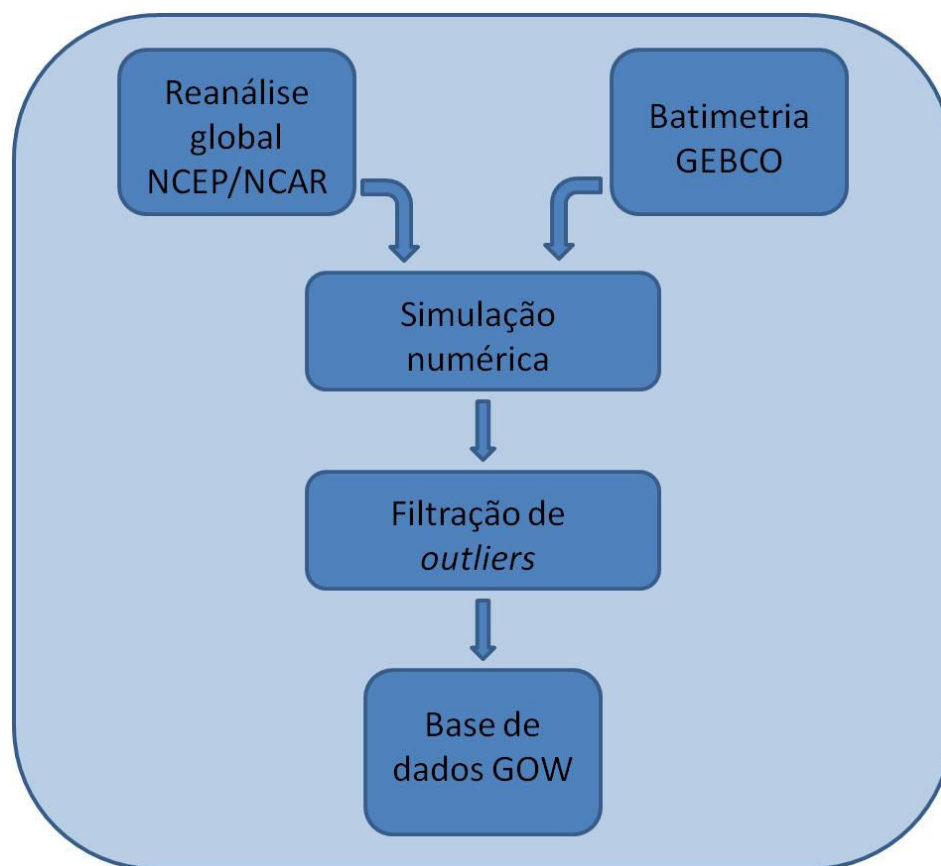 Reanálise
global
NCEP/NCAR
Batimetria
GEBCO
Simulação
numérica
Filtração de
outliers
Base de
dados GOW